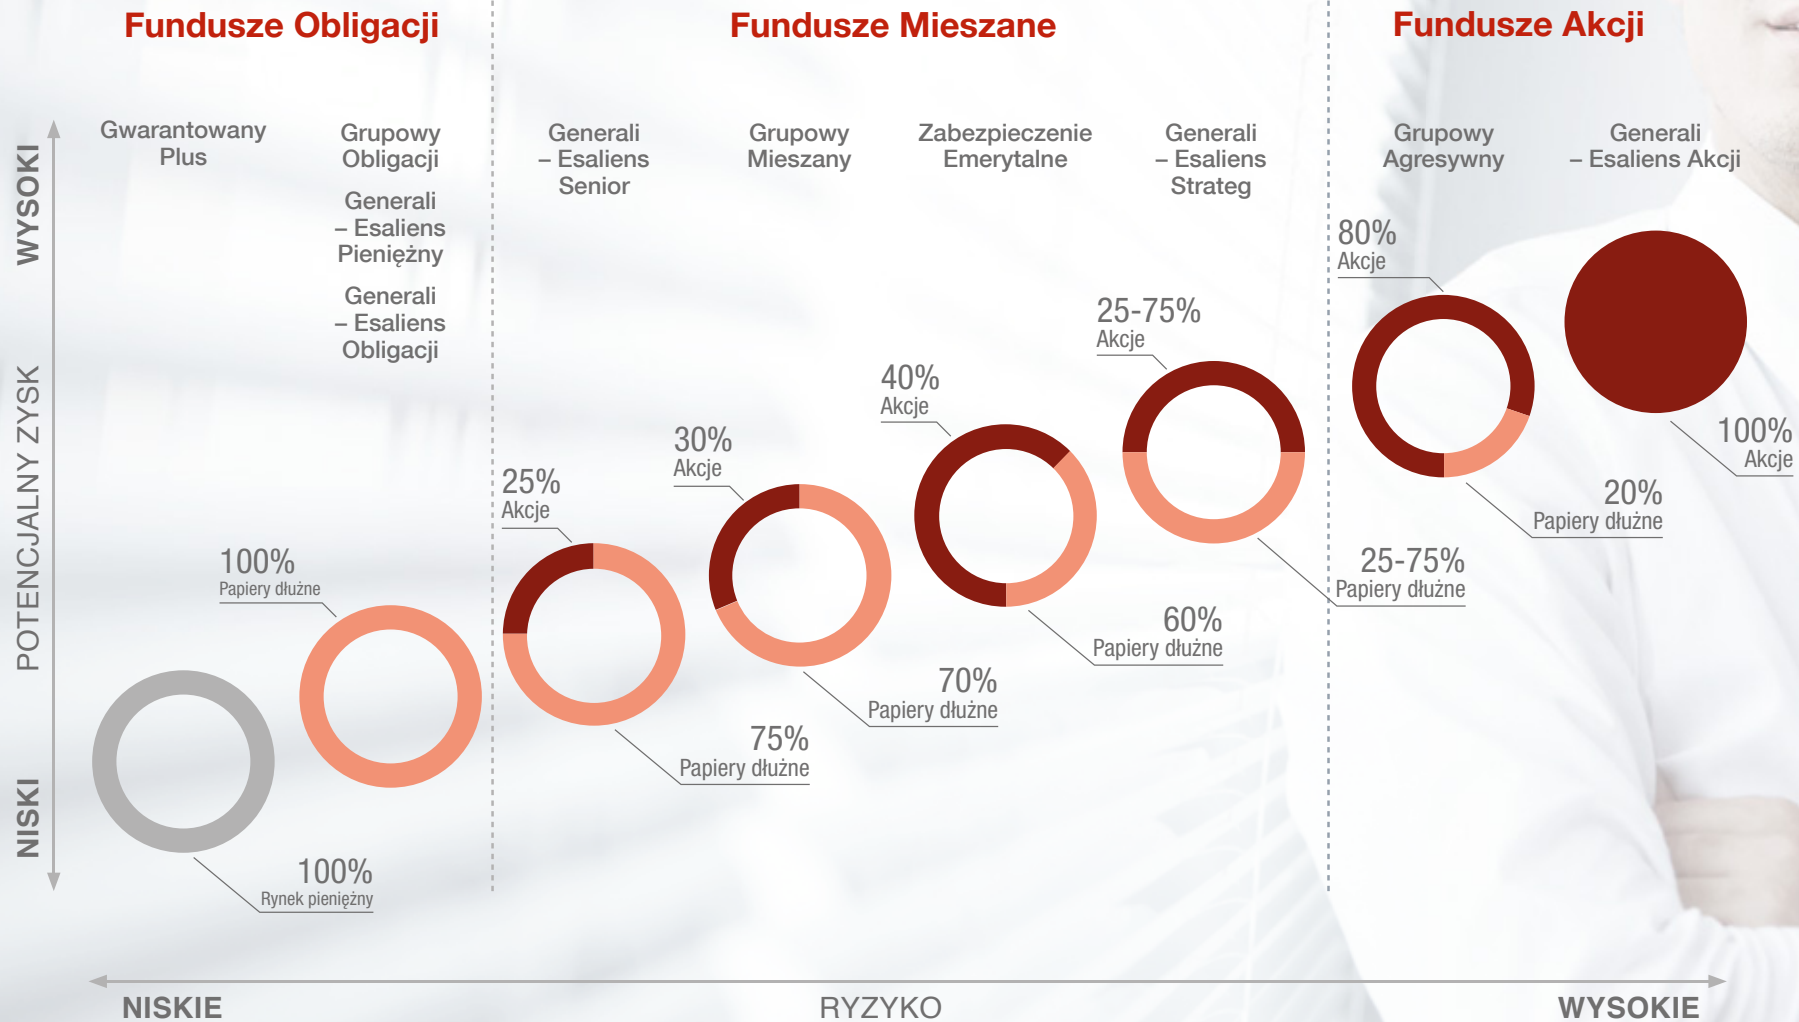 Fundusze Obligacji
Fundusze Mieszane
Fundusze Akcji
Gwarantowany
Plus
Grupowy
Obligacji
Generali
– Esaliens
Pieniężny
Generali
– Esaliens
Obligacji
Generali
– Esaliens
Senior
Grupowy
Mieszany
Zabezpieczenie
Emerytalne
Generali
– Esaliens
Strateg
Grupowy
Agresywny
Generali
– Esaliens Akcji
WYSOKI
POTENCJALNY ZYSK
NISKI
100%
Rynek pieniężny
100%
Papiery dłużne
25%
Akcje
75%
Papiery dłużne
30%
Akcje
70%
Papiery dłużne
40%
Akcje
60%
Papiery dłużne
25-75%
Akcje
25-75%
Papiery dłużne
80%
Akcje
20%
Papiery dłużne
100%
Akcje
NISKIE
RYZYKO
WYSOKIE